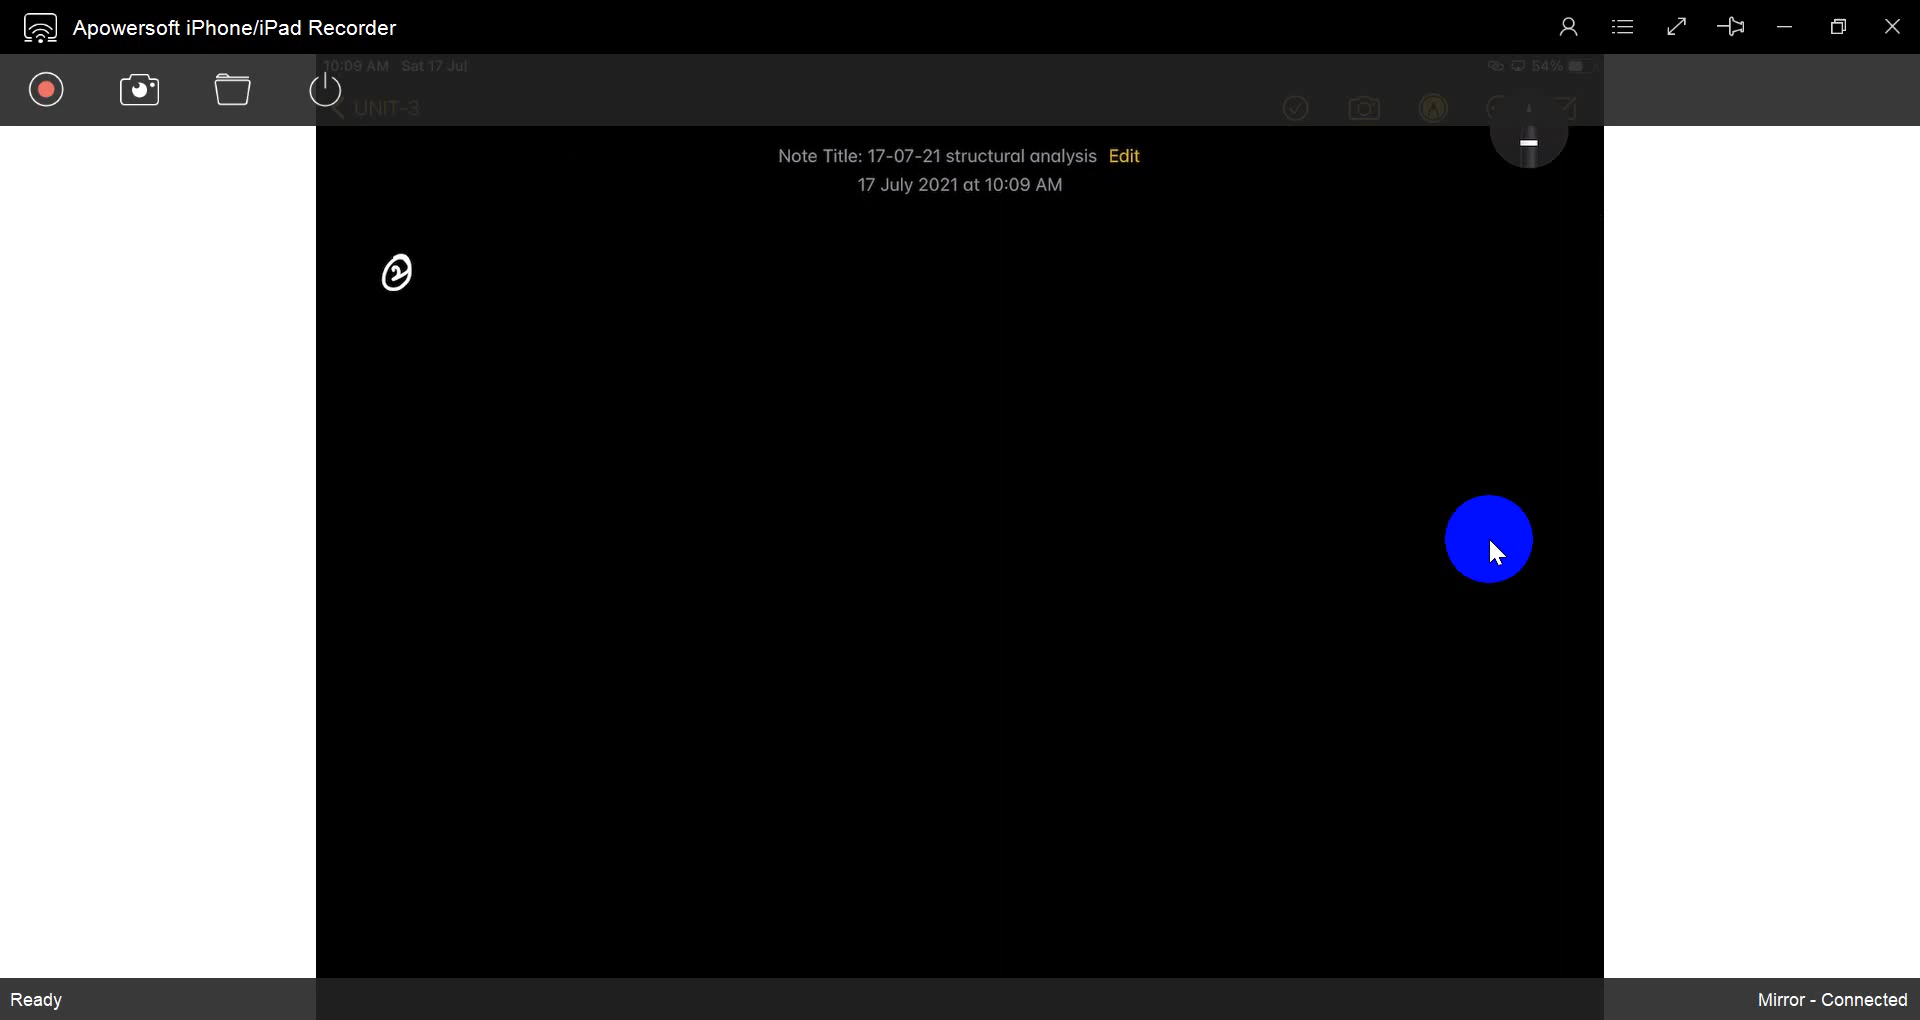 Apowersoft iPhone/iPad Recorder
10:09 AM Sat 17 Jul
54%
UNIT-3
Note Title: 17-07-21 structural analysis Edit
17 July 2021 at 10:09 AM
2
Ready
Mirror - Connected